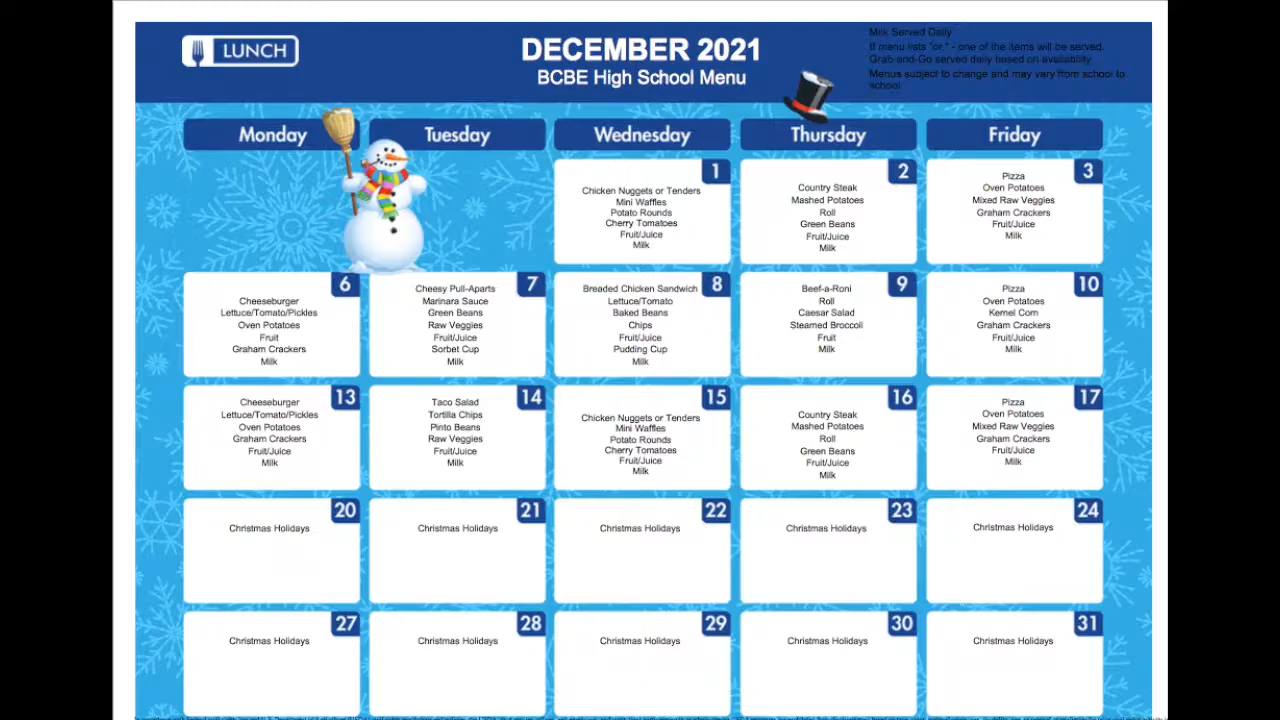 LUNCH
DECEMBER 2021
BCBE High School Menu
Milk Served Daily
If menu lists "or " - one of the items will be served.
Grab-and-Go served daily based on availability
Menus subject to change and may vary from school to
school
Monday
Tuesday
Wednesday
Thursday
Friday
1
Chicken Nuggets or Tenders
Mini Waffles
Potato Rounds
Cherry Tomatoes
Fruit/Juice
Milk
2
Country Steak
Mashed Potatoes
Roll
Green Beans
Fruit/Juice
Milk
3
Pizza
Oven Potatoes
Mixed Raw Veggies
Graham Crackers
Fruit/Juice
Milk
6
Cheeseburger
Lettuce/Tomato/Pickles
Oven Potatoes
Fruit
Graham Crackers
Milk
7
Cheesy Pull-Aparts
Marinara Sauce
Green Beans
Raw Veggies
Fruit/Juice
Sorbet Cup
Milk
8
Breaded Chicken Sandwich
Lettuce/Tomato
Baked Beans
Chips
Fruit/Juice
Pudding Cup
Milk
9
Beef-a-Roni
Roll
Caesar Salad
Steamed Broccoli
Fruit
Milk
10
Pizza
Oven Potatoes
Kernel Corn
Graham Crackers
Fruit/Juice
Milk
13
Cheeseburger
Lettuce/Tomato/Pickles
Oven Potatoes
Graham Crackers
Fruit/Juice
Milk
14
Taco Salad
Tortilla Chips
Pinto Beans
Raw Veggies
Fruit/Juice
Milk
15
Chicken Nuggets or Tenders
Mini Waffles
Potato Rounds
Cherry Tomatoes
Fruit/Juice
Milk
16
Country Steak
Mashed Potatoes
Roll
Green Beans
Fruit/Juice
Milk
17
Pizza
Oven Potatoes
Mixed Raw Veggies
Graham Crackers
Fruit/Juice
Milk
20
Christmas Holidays
21
Christmas Holidays
22
Christmas Holidays
23
Christmas Holidays
24
Christmas Holidays
27
Christmas Holidays
28
Christmas Holidays
29
Christmas Holidays
30
Christmas Holidays
31
Christmas Holidays